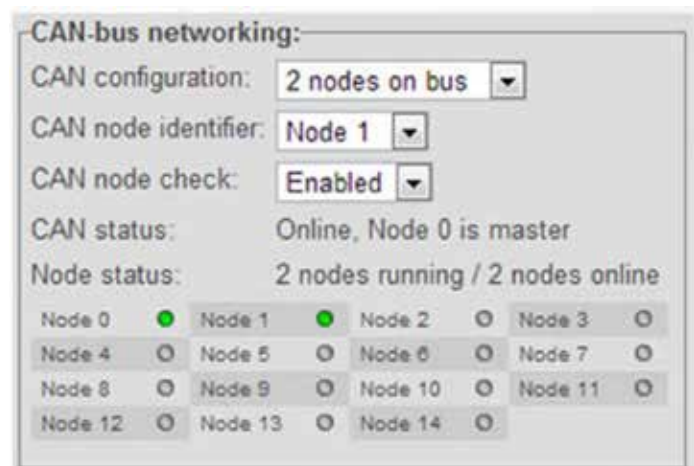 CAN-bus networking:
CAN configuration: 2 nodes on bus
CAN node identifier: Node 1
CAN node check: Enabled
CAN status: Online, Node 0 is master
Node status: 2 nodes running / 2 nodes online
Node 0 Node 1 Node 2 Node 3
Node 4 Node 5 Node 6 Node 7
Node 8 Node 9 Node 10 Node 11
Node 12 Node 13 Node 14